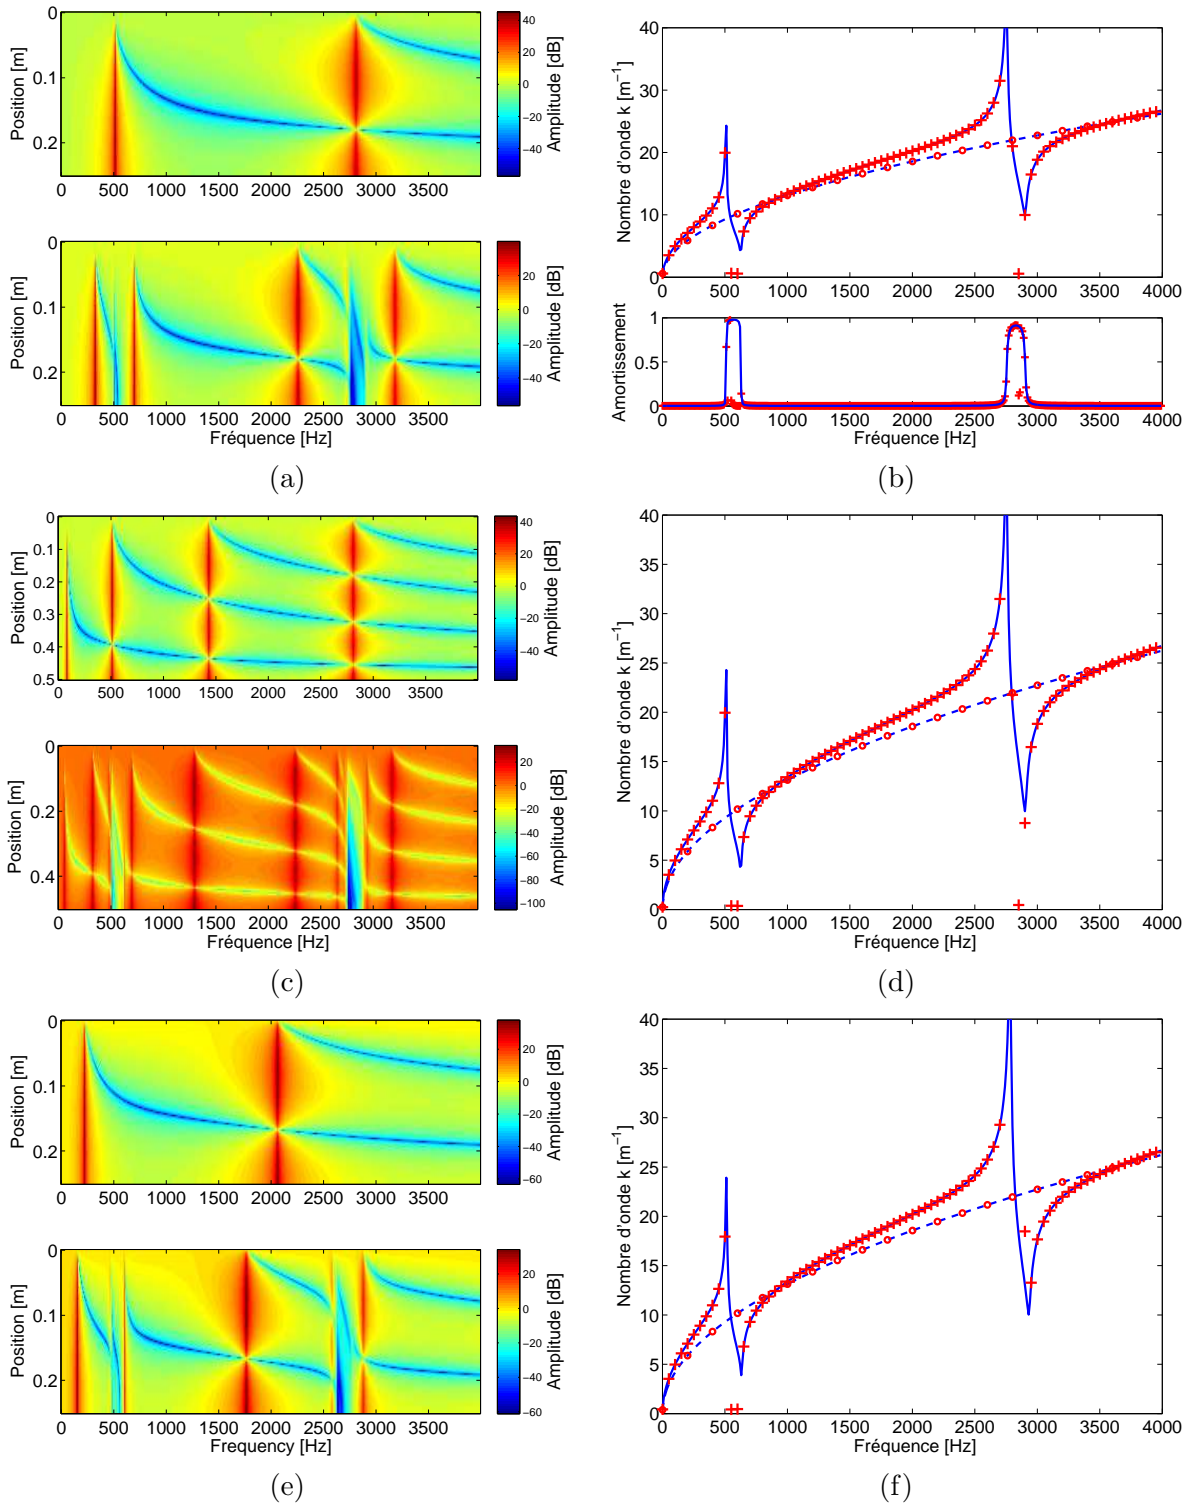 0
0.1
0.2
Position [m]
0 500 1000 1500 2000 2500 3000 3500
40
20
0
−20
−40
Amplitude [dB]
0
0.1
0.2
Position [m]
0 500 1000 1500 2000 2500 3000 3500
Fréquence [Hz]
20
0
−20
−40
Amplitude [dB]
(a)
40
30
20
10
0
Nombre d'onde k [m⁻¹]
0 500 1000 1500 2000 2500 3000 3500 4000
1
0.5
0
Amortissement
0 500 1000 1500 2000 2500 3000 3500 4000
Fréquence [Hz]
(b)
0
0.1
0.2
0.3
0.4
0.5
Position [m]
0 500 1000 1500 2000 2500 3000 3500
40
20
0
−20
−40
Amplitude [dB]
0
0.2
0.4
Position [m]
0 500 1000 1500 2000 2500 3000 3500
Fréquence [Hz]
20
0
−20
−40
−60
−80
−100
Amplitude [dB]
(c)
40
35
30
25
20
15
10
5
0
Nombre d'onde k [m⁻¹]
0 500 1000 1500 2000 2500 3000 3500 4000
Fréquence [Hz]
(d)
0
0.1
0.2
Position [m]
0 500 1000 1500 2000 2500 3000 3500
20
0
−20
−40
−60
Amplitude [dB]
0
0.1
0.2
Position [m]
0 500 1000 1500 2000 2500 3000 3500
Frequency [Hz]
20
0
−20
−40
−60
Amplitude [dB]
(e)
40
35
30
25
20
15
10
5
0
Nombre d'onde k [m⁻¹]
0 500 1000 1500 2000 2500 3000 3500 4000
Fréquence [Hz]
(f)